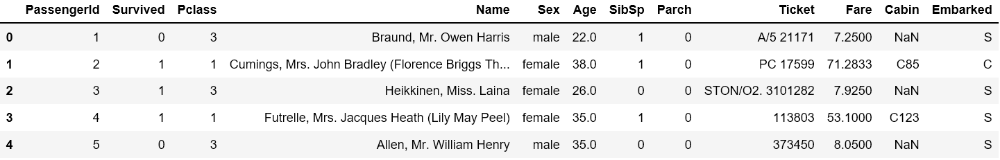 PassengerId Survived Pclass Name Sex Age SibSp Parch Ticket Fare Cabin Embarked
0 1 0 3 Braund, Mr. Owen Harris male 22.0 1 0 A/5 21171 7.2500 NaN S
1 2 1 1 Cumings, Mrs. John Bradley (Florence Briggs Th... female 38.0 1 0 PC 17599 71.2833 C85 C
2 3 1 3 Heikkinen, Miss. Laina female 26.0 0 0 STON/O2. 3101282 7.9250 NaN S
3 4 1 1 Futrelle, Mrs. Jacques Heath (Lily May Peel) female 35.0 1 0 113803 53.1000 C123 S
4 5 0 3 Allen, Mr. William Henry male 35.0 0 0 373450 8.0500 NaN S